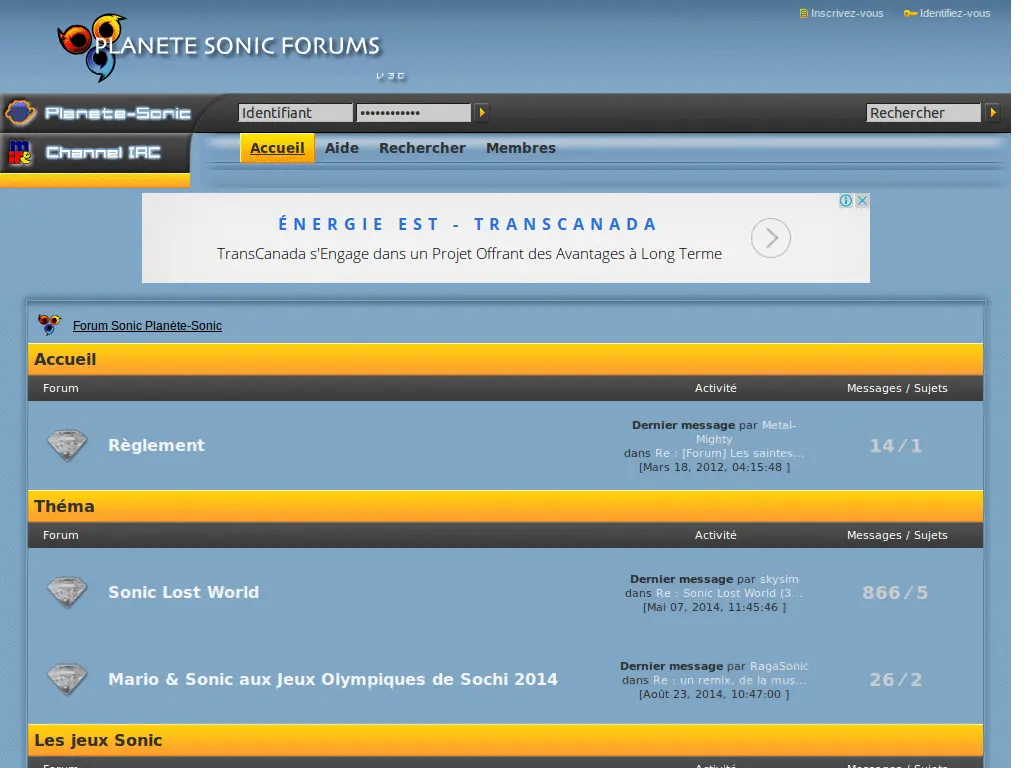 Inscrivez-vous Identifiez-vous
PLANETE SONIC FORUMS
V 3.0
Planete-Sonic Identifiant •••••••••••• Rechercher
Channel IRC Accueil Aide Rechercher Membres
ÉNERGIE EST - TRANSCANADA
TransCanada s'Engage dans un Projet Offrant des Avantages à Long Terme
Forum Sonic Planète-Sonic
Accueil
Forum Activité Messages / Sujets
Règlement
Dernier message par Metal-
Mighty
dans Re : [Forum] Les saintes...
[Mars 18, 2012, 04:15:48 ]
14 / 1
Théma
Forum Activité Messages / Sujets
Sonic Lost World
Dernier message par skysim
dans Re : Sonic Lost World (3...
[Mai 07, 2014, 11:45:46 ]
866 / 5
Mario & Sonic aux Jeux Olympiques de Sochi 2014
Dernier message par RagaSonic
dans Re : un remix, de la mus...
[Août 23, 2014, 10:47:00 ]
26 / 2
Les jeux Sonic
Forum Activité Messages / Sujets